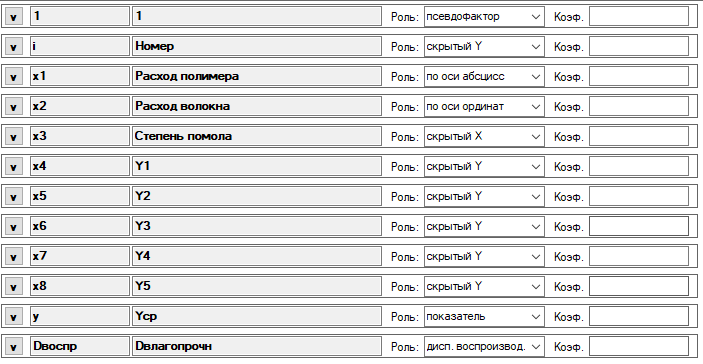 v 1 1 Роль: псевдофактор Коэф.
v i Номер Роль: скрытый Y Коэф.
v x1 Расход полимера Роль: по оси абсцисс Коэф.
v x2 Расход волокна Роль: по оси ординат Коэф.
v x3 Степень помола Роль: скрытый X Коэф.
v x4 Y1 Роль: скрытый Y Коэф.
v x5 Y2 Роль: скрытый Y Коэф.
v x6 Y3 Роль: скрытый Y Коэф.
v x7 Y4 Роль: скрытый Y Коэф.
v x8 Y5 Роль: скрытый Y Коэф.
v y Yср Роль: показатель Коэф.
v Dвоспр Dвлагопрочн Роль: дисп. воспроизвод. Коэф.